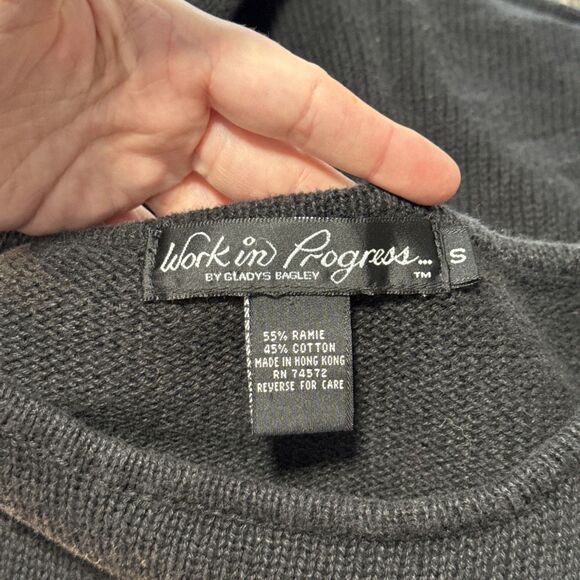 Work in Progress...
BY GLADYS BAGLEY
TM
S
55% RAMIE
45% COTTON
MADE IN HONG KONG
RN 74572
REVERSE FOR CARE